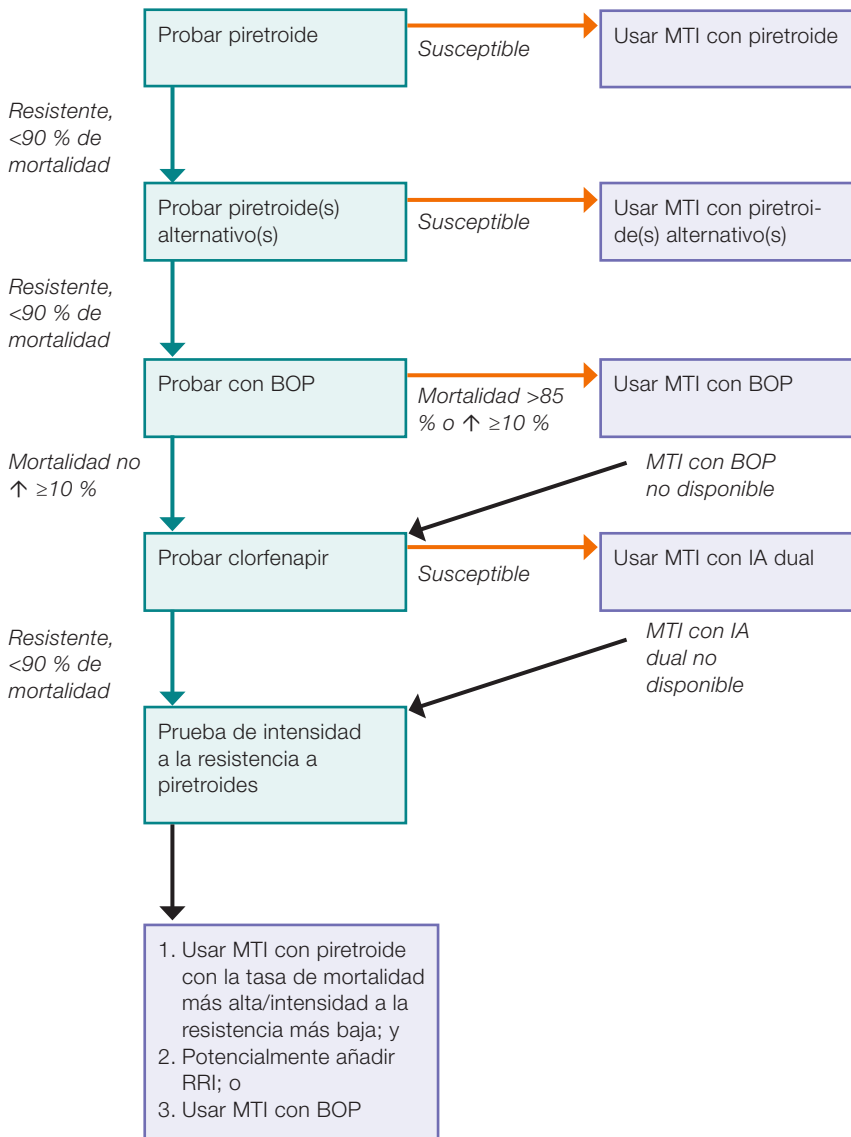 Probar piretroide
Susceptible
Usar MTI con piretroide
Resistente,
<90 % de
mortalidad
Probar piretroide(s)
alternativo(s)
Susceptible
Usar MTI con piretroi-
de(s) alternativo(s)
Resistente,
<90 % de
mortalidad
Probar con BOP
Mortalidad >85
% o ↑ ≥10 %
Usar MTI con BOP
Mortalidad no
↑ ≥10 %
MTI con BOP
no disponible
Probar clorfenapir
Susceptible
Usar MTI con IA dual
Resistente,
<90 % de
mortalidad
MTI con IA
dual no
disponible
Prueba de intensidad
a la resistencia a
piretroides
1. Usar MTI con piretroide
con la tasa de mortalidad
más alta/intensidad a la
resistencia más baja; y
2. Potencialmente añadir
RRI; o
3. Usar MTI con BOP